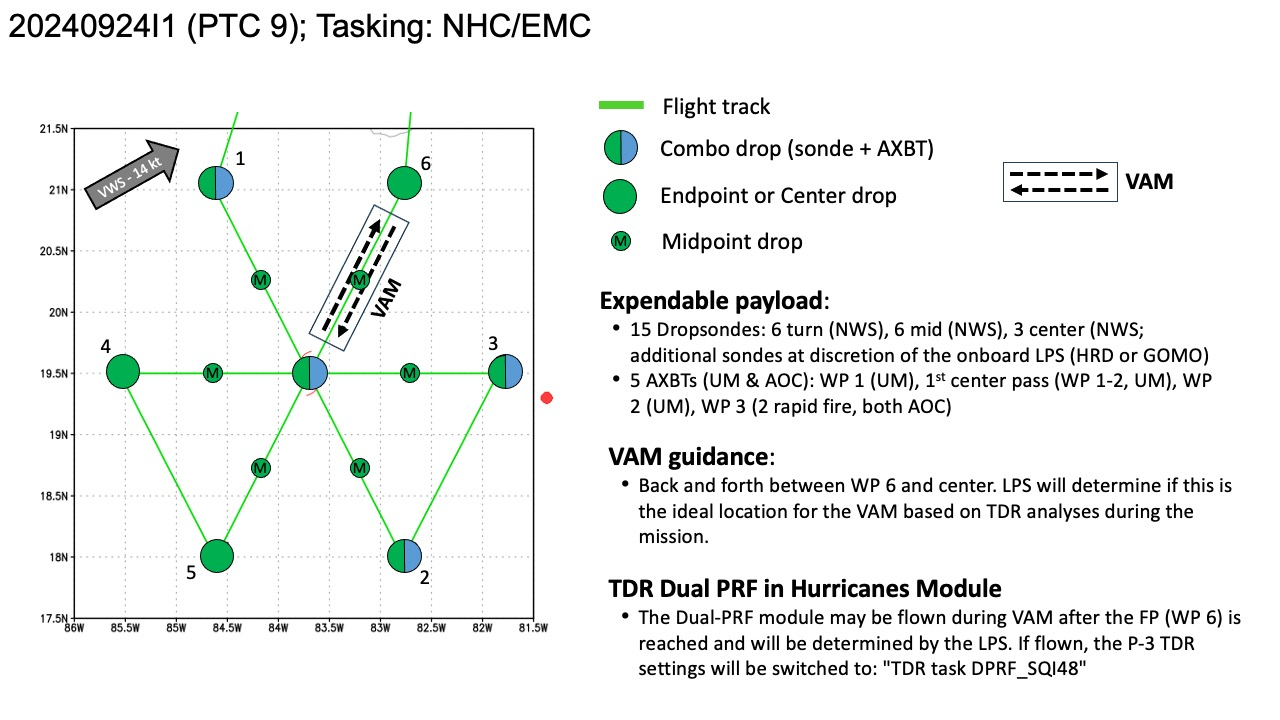 20240924I1 (PTC 9); Tasking: NHC/EMC
21.5N
21N
20.5N
20N
19.5N
19N
18.5N
18N
17.5N
86W
85.5W
85W
84.5W
84W
83.5W
83W
82.5W
82W
81.5W
VWS - 14 kt
1
6
M
M
VAM
4
3
M
M
M
M
5
2
Flight track
Combo drop (sonde + AXBT)
Endpoint or Center drop
M
Midpoint drop
VAM
Expendable payload:
• 15 Dropsondes: 6 turn (NWS), 6 mid (NWS), 3 center (NWS;
additional sondes at discretion of the onboard LPS (HRD or GOMO)
• 5 AXBTs (UM & AOC): WP 1 (UM), 1st center pass (WP 1-2, UM), WP
2 (UM), WP 3 (2 rapid fire, both AOC)
VAM guidance:
• Back and forth between WP 6 and center. LPS will determine if this is
the ideal location for the VAM based on TDR analyses during the
mission.
TDR Dual PRF in Hurricanes Module
• The Dual-PRF module may be flown during VAM after the FP (WP 6) is
reached and will be determined by the LPS. If flown, the P-3 TDR
settings will be switched to: "TDR task DPRF_SQI48"